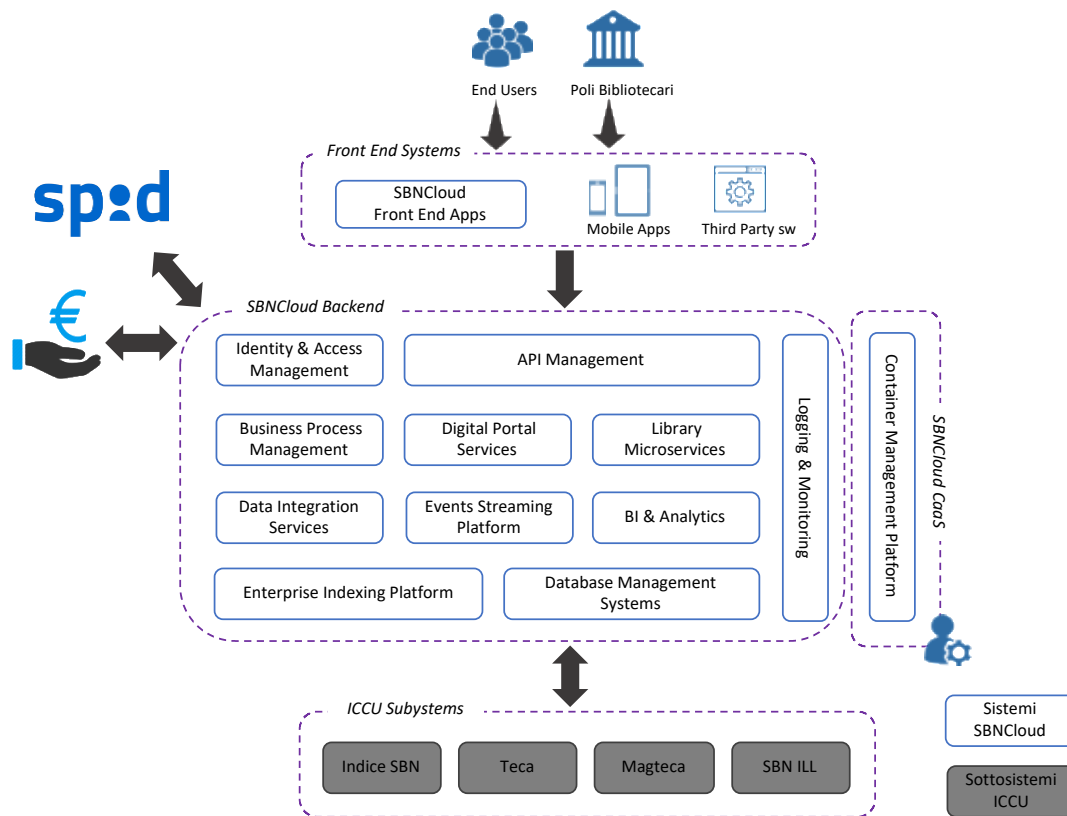 End Users
Poli Bibliotecari
Front End Systems
SBNCloud
Front End Apps
Mobile Apps
Third Party sw
spid
€
SBNCloud Backend
Identity & Access
Management
API Management
Business Process
Management
Digital Portal
Services
Library
Microservices
Data Integration
Services
Events Streaming
Platform
BI & Analytics
Enterprise Indexing Platform
Database Management
Systems
Logging & Monitoring
Container Management Platform
SBNCloud CaaS
ICCU Subystems
Indice SBN
Teca
Magteca
SBN ILL
Sistemi
SBNCloud
Sottosistemi
ICCU